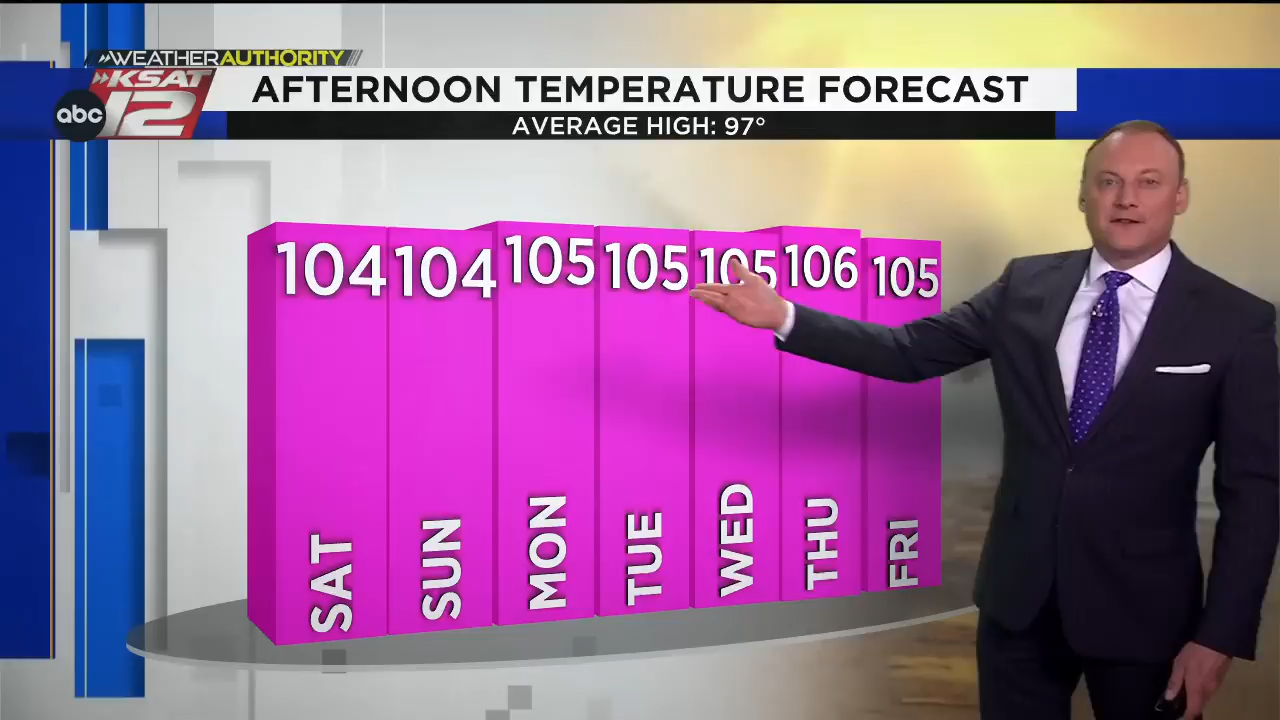 WEATHERAUTHORITY
KSAT
abc 12
AFTERNOON TEMPERATURE FORECAST
AVERAGE HIGH: 97°
104 104 105 105 105 106 105
SAT SUN MON TUE WED THU FRI